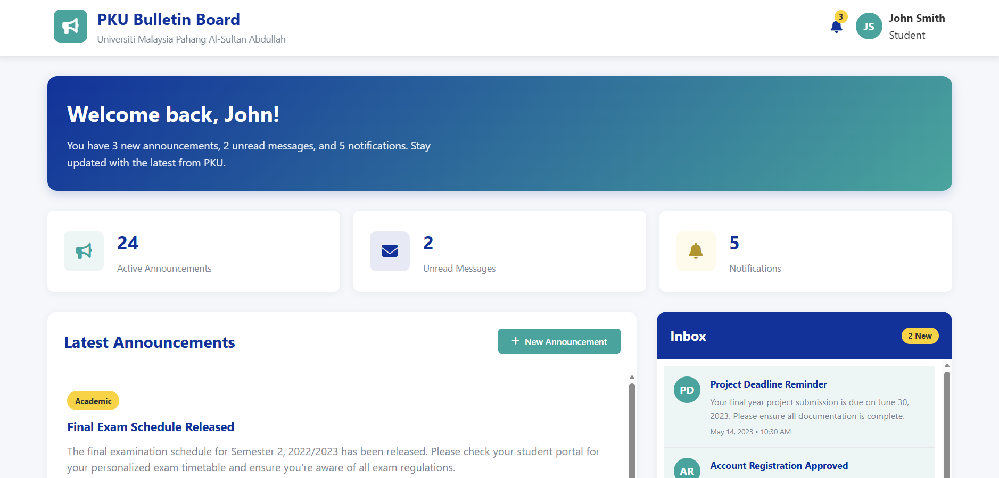 PKU Bulletin Board
Universiti Malaysia Pahang Al-Sultan Abdullah
3
JS
John Smith
Student
Welcome back, John!
You have 3 new announcements, 2 unread messages, and 5 notifications. Stay
updated with the latest from PKU.
24
Active Announcements
2
Unread Messages
5
Notifications
Latest Announcements
+ New Announcement
Academic
Final Exam Schedule Released
The final examination schedule for Semester 2, 2022/2023 has been released. Please check your student portal for
your personalized exam timetable and ensure you're aware of all exam regulations.
Inbox
2 New
PD
Project Deadline Reminder
Your final year project submission is due on June 30,
2023. Please ensure all documentation is complete.
May 14, 2023 • 10:30 AM
AR
Account Registration Approved